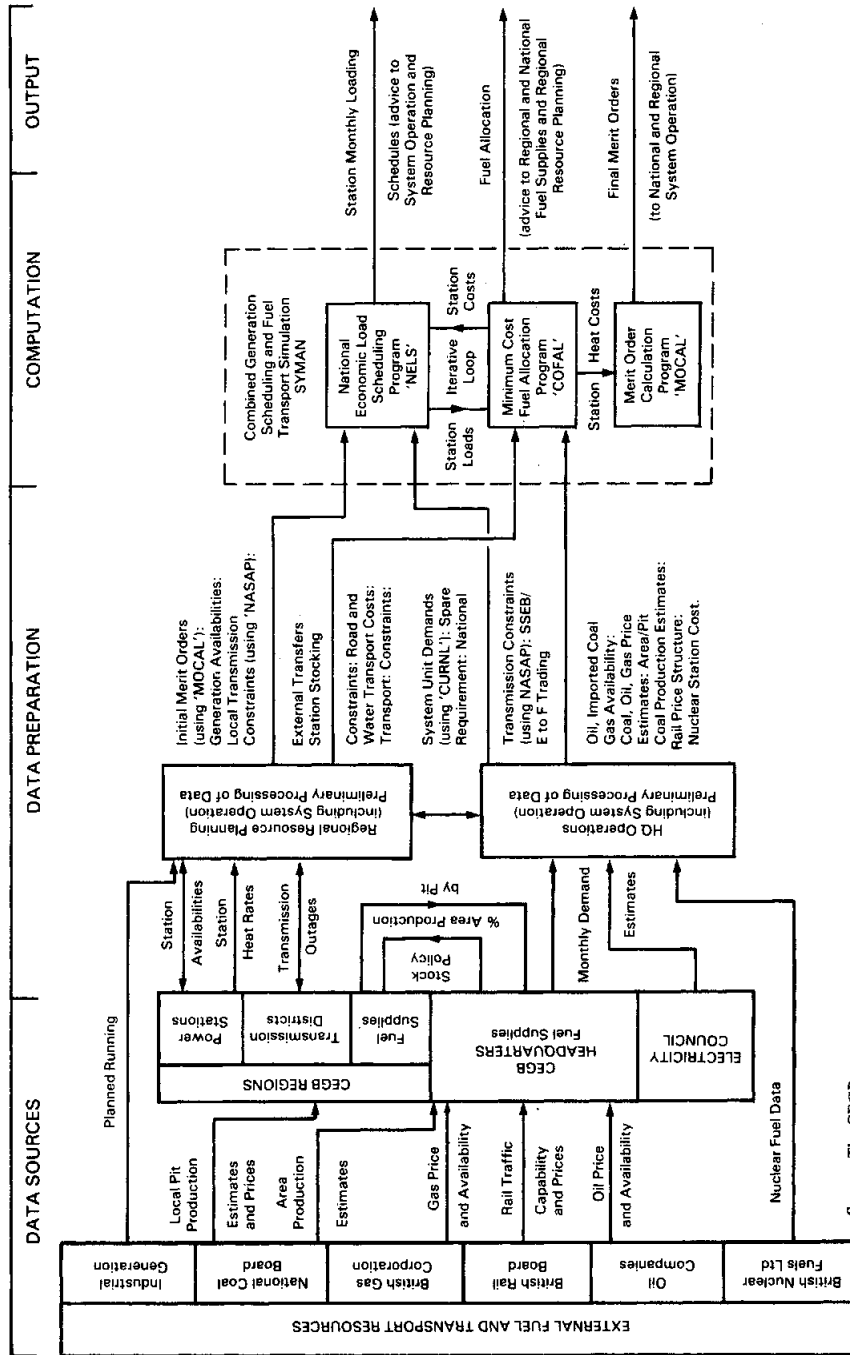 DATA SOURCES
DATA PREPARATION
COMPUTATION
OUTPUT
EXTERNAL FUEL AND TRANSPORT RESOURCES
Industrial
Generation
National Coal
Board
British Gas
Corporation
British Rail
Board
Oil
Companies
British Nuclear
Fuels Ltd
Planned Running
Local Pit
Production
Estimates
and Prices
Area
Production
Estimates
Gas Price
and Availability
Rail Traffic
Capability
and Prices
Oil Price
and Availability
Nuclear Fuel Data
CEGB REGIONS
Power
Stations
Transmission
Districts
Fuel
Supplies
CEGB
HEADQUARTERS
Fuel Supplies
ELECTRICITY
COUNCIL
Station
Availabilities
Station
Heat Rates
Transmission
Outages
% Area Production
by Pit
Stock
Policy
Monthly Demand
Estimates
Regional Resource Planning
(including System Operation)
Preliminary Processing of Data
HQ Operations
(including System Operation)
Preliminary Processing of Data
Initial Merit Orders
(using 'MOCAL'):
Generation Availabilities:
Local Transmission
Constraints (using 'NASAP'):
External Transfers
Station Stocking
Constraints: Road and
Water Transport Costs:
Transport: Constraints:
System Unit Demands
(using 'CURNL'): Spare
Requirement: National
Transmission Constraints
(using NASAP): SSEB/
E to F Trading
Oil, Imported Coal
Gas Availability:
Coal, Oil, Gas Price
Estimates: Area/Pit
Coal Production Estimates:
Rail Price Structure:
Nuclear Station Cost.
Combined Generation
Scheduling and Fuel
Transport Simulation
SYMAN
National
Economic Load
Scheduling
Program
'NELS'
Station
Loads
Iterative
Loop
Station
Costs
Minimum Cost
Fuel Allocation
Program
'COFAL'
Station Heat Costs
Merit Order
Calculation
Program
'MOCAL'
Station Monthly Loading
Schedules (advice to
System Operation and
Resource Planning)
Fuel Allocation
(advice to Regional and National
Fuel Supplies and Regional
Resource Planning)
Final Merit Orders
(to National and Regional
System Operation)